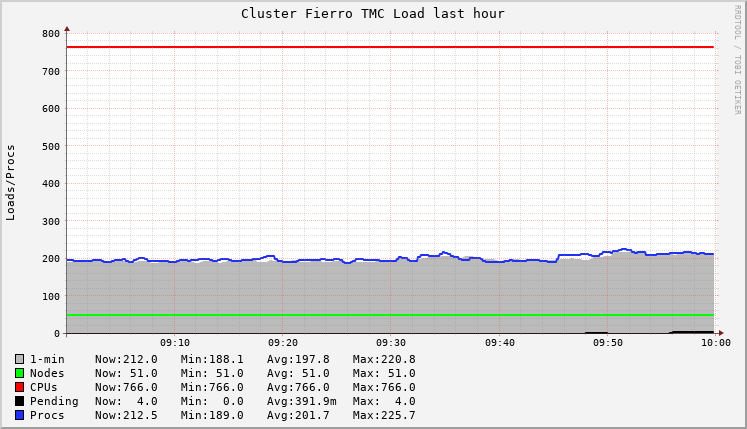 Cluster Fierro TMC Load last hour
RRDTOOL / TOBI OETIKER
Loads/Procs
800
700
600
500
400
300
200
100
0
09:10 09:20 09:30 09:40 09:50 10:00
1-min Now:212.0 Min:188.1 Avg:197.8 Max:220.8
Nodes Now: 51.0 Min: 51.0 Avg: 51.0 Max: 51.0
CPUs Now:766.0 Min:766.0 Avg:766.0 Max:766.0
Pending Now: 4.0 Min: 0.0 Avg:391.9m Max: 4.0
Procs Now:212.5 Min:189.0 Avg:201.7 Max:225.7